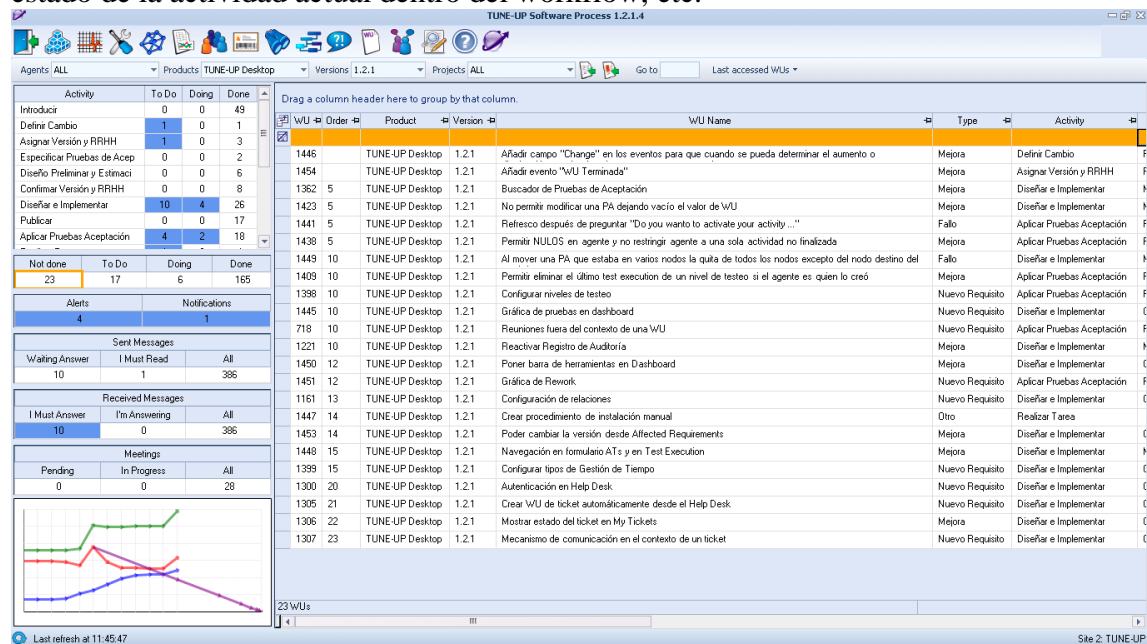 estado de la actividad actual dentro del workflow, etc.
TUNE-UP Software Process 1.2.1.4
WU
Agents ALL Products TUNE-UP Desktop Versions 1.2.1 Projects ALL Go to Last accessed WUs
Activity To Do Doing Done
Introducir 0 0 49
Definir Cambio 1 0 1
Asignar Versión y RRHH 1 0 3
Especificar Pruebas de Acep 0 0 2
Diseño Preliminar y Estimaci 0 0 6
Confirmar Versión y RRHH 0 0 8
Diseñar e Implementar 10 4 26
Publicar 0 0 17
Aplicar Pruebas Aceptación 4 2 18
Not done To Do Doing Done
23 17 6 165
Alerts Notifications
4 1
Sent Messages
Waiting Answer I Must Read All
10 1 386
Received Messages
I Must Answer I'm Answering All
10 0 386
Meetings
Pending In Progress All
0 0 28
Drag a column header here to group by that column.
WU Order Product Version WU Name Type Activity
1446 TUNE-UP Desktop 1.2.1 Añadir campo "Change" en los eventos para que cuando se pueda determinar el aumento o Mejora Definir Cambio
1454 TUNE-UP Desktop 1.2.1 Añadir evento "WU Terminada" Mejora Asignar Versión y RRHH
1362 5 TUNE-UP Desktop 1.2.1 Buscador de Pruebas de Aceptación Mejora Diseñar e Implementar
1423 5 TUNE-UP Desktop 1.2.1 No permitir modificar una PA dejando vacío el valor de WU Mejora Diseñar e Implementar
1441 5 TUNE-UP Desktop 1.2.1 Refresco después de preguntar "Do you wanto to activate your activity ..." Fallo Aplicar Pruebas Aceptación
1438 5 TUNE-UP Desktop 1.2.1 Permitir NULOS en agente y no restringir agente a una sola actividad no finalizada Mejora Aplicar Pruebas Aceptación
1449 10 TUNE-UP Desktop 1.2.1 Al mover una PA que estaba en varios nodos la quita de todos los nodos excepto del nodo destino del Fallo Diseñar e Implementar
1409 10 TUNE-UP Desktop 1.2.1 Permitir eliminar el último test execution de un nivel de testeo si el agente es quien lo creó Mejora Aplicar Pruebas Aceptación
1398 10 TUNE-UP Desktop 1.2.1 Configurar niveles de testeo Nuevo Requisito Aplicar Pruebas Aceptación
1445 10 TUNE-UP Desktop 1.2.1 Gráfica de pruebas en dashboard Nuevo Requisito Diseñar e Implementar
718 10 TUNE-UP Desktop 1.2.1 Reuniones fuera del contexto de una WU Nuevo Requisito Aplicar Pruebas Aceptación
1221 10 TUNE-UP Desktop 1.2.1 Reactivar Registro de Auditoría Mejora Diseñar e Implementar
1450 12 TUNE-UP Desktop 1.2.1 Poner barra de herramientas en Dashboard Mejora Diseñar e Implementar
1451 12 TUNE-UP Desktop 1.2.1 Gráfica de Rework Nuevo Requisito Aplicar Pruebas Aceptación
1161 13 TUNE-UP Desktop 1.2.1 Configuración de relaciones Nuevo Requisito Diseñar e Implementar
1447 14 TUNE-UP Desktop 1.2.1 Crear procedimiento de instalación manual Otro Realizar Tarea
1453 14 TUNE-UP Desktop 1.2.1 Poder cambiar la versión desde Affected Requirements Mejora Diseñar e Implementar
1448 15 TUNE-UP Desktop 1.2.1 Navegación en formulario ATs y en Test Execution Mejora Diseñar e Implementar
1399 15 TUNE-UP Desktop 1.2.1 Configurar tipos de Gestión de Tiempo Nuevo Requisito Diseñar e Implementar
1300 20 TUNE-UP Desktop 1.2.1 Autenticación en Help Desk Nuevo Requisito Diseñar e Implementar
1305 21 TUNE-UP Desktop 1.2.1 Crear WU de ticket automáticamente desde el Help Desk Nuevo Requisito Diseñar e Implementar
1306 22 TUNE-UP Desktop 1.2.1 Mostrar estado del ticket en My Tickets Mejora Diseñar e Implementar
1307 23 TUNE-UP Desktop 1.2.1 Mecanismo de comunicación en el contexto de un ticket Nuevo Requisito Diseñar e Implementar
23 WUs
Last refresh at 11:45:47 Site 2: TUNE-UP